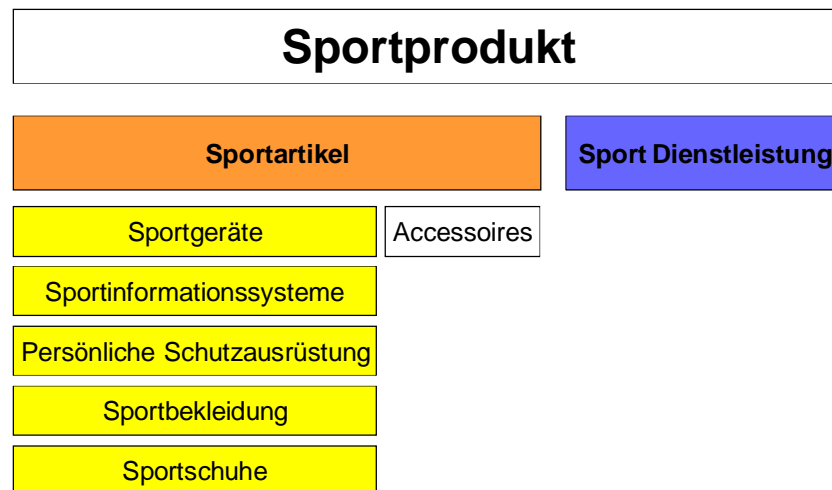 Sportprodukt
Sportartikel
Sport Dienstleistung
Sportgeräte
Accessoires
Sportinformationssysteme
Persönliche Schutzausrüstung
Sportbekleidung
Sportschuhe